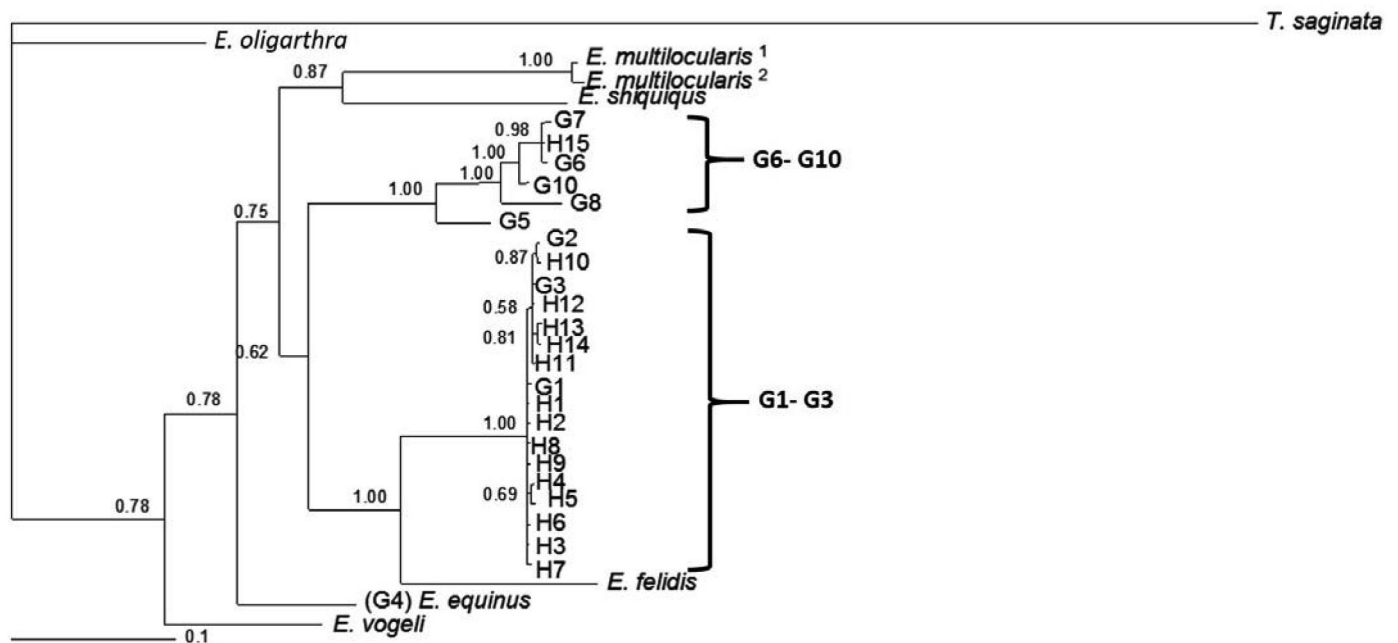 T. saginata
E. oligarthra
1.00 E. multilocularis 1
0.87
E. multilocularis 2
E. shiquiqus
G7
0.98
H15
G6- G10
1.00
G6
1.00
G10
1.00
G8
0.75
G5
G2
0.87
H10
G3
0.58
H12
H13
0.81
H14
0.62
H11
G1
G1- G3
H1
0.78
1.00
H2
H8
H9
H4
0.69
1.00
H5
0.78
H6
H3
H7
E. felidis
(G4) E. equinus
E. vogeli
0.1